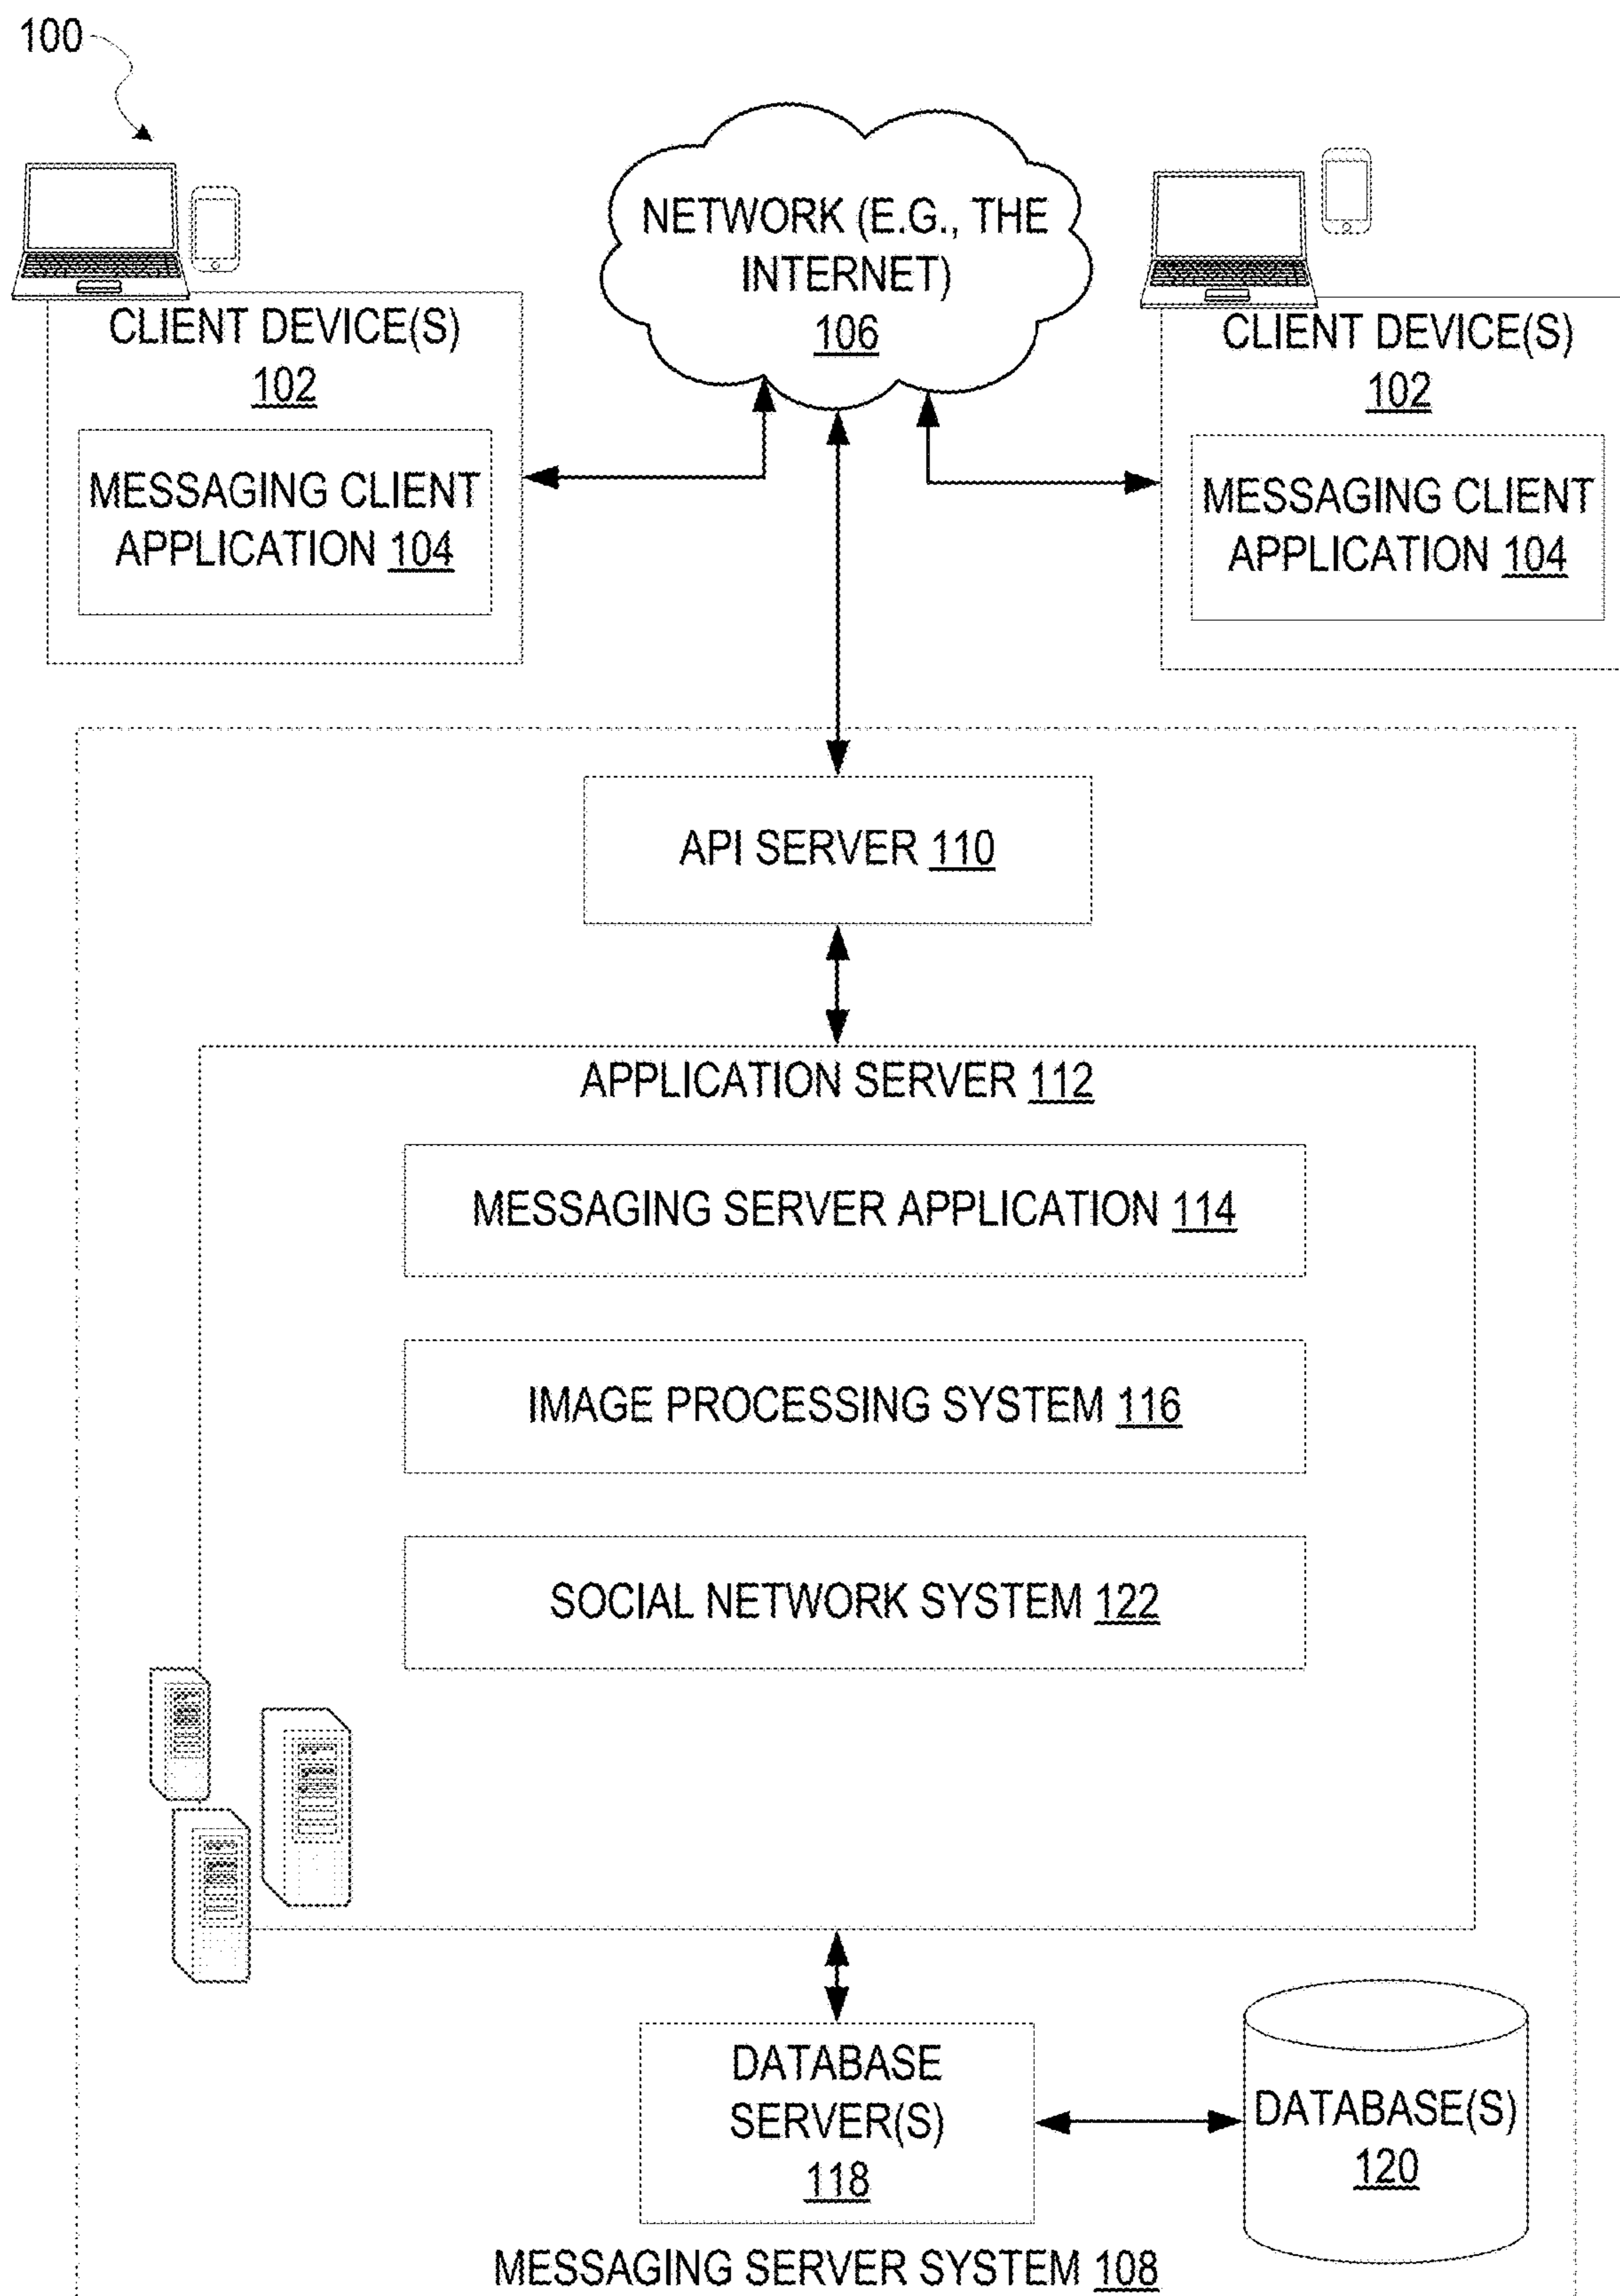 100
NETWORK (E.G., THE
INTERNET)
106
CLIENT DEVICE(S)
102
MESSAGING CLIENT
APPLICATION 104
CLIENT DEVICE(S)
102
MESSAGING CLIENT
APPLICATION 104
API SERVER 110
APPLICATION SERVER 112
MESSAGING SERVER APPLICATION 114
IMAGE PROCESSING SYSTEM 116
SOCIAL NETWORK SYSTEM 122
DATABASE
SERVER(S)
118
DATABASE(S)
120
MESSAGING SERVER SYSTEM 108